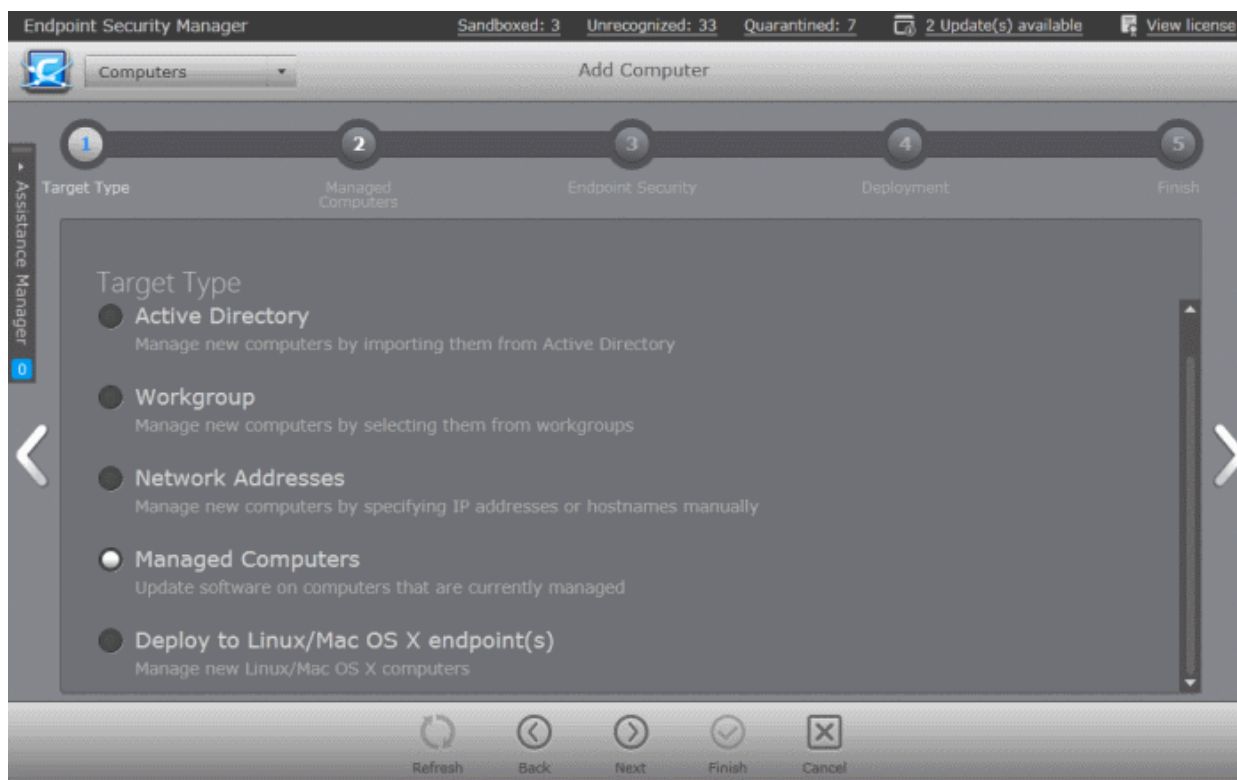 Endpoint Security Manager
Sandboxed: 3
Unrecognized: 33
Quarantined: 7
2 Update(s) available
View license
Computers
Add Computer
1
2
3
4
5
Target Type
Managed
Computers
Endpoint Security
Deployment
Finish
Assistance Manager
0
Target Type
Active Directory
Manage new computers by importing them from Active Directory
Workgroup
Manage new computers by selecting them from workgroups
Network Addresses
Manage new computers by specifying IP addresses or hostnames manually
Managed Computers
Update software on computers that are currently managed
Deploy to Linux/Mac OS X endpoint(s)
Manage new Linux/Mac OS X computers
Refresh
Back
Next
Finish
Cancel